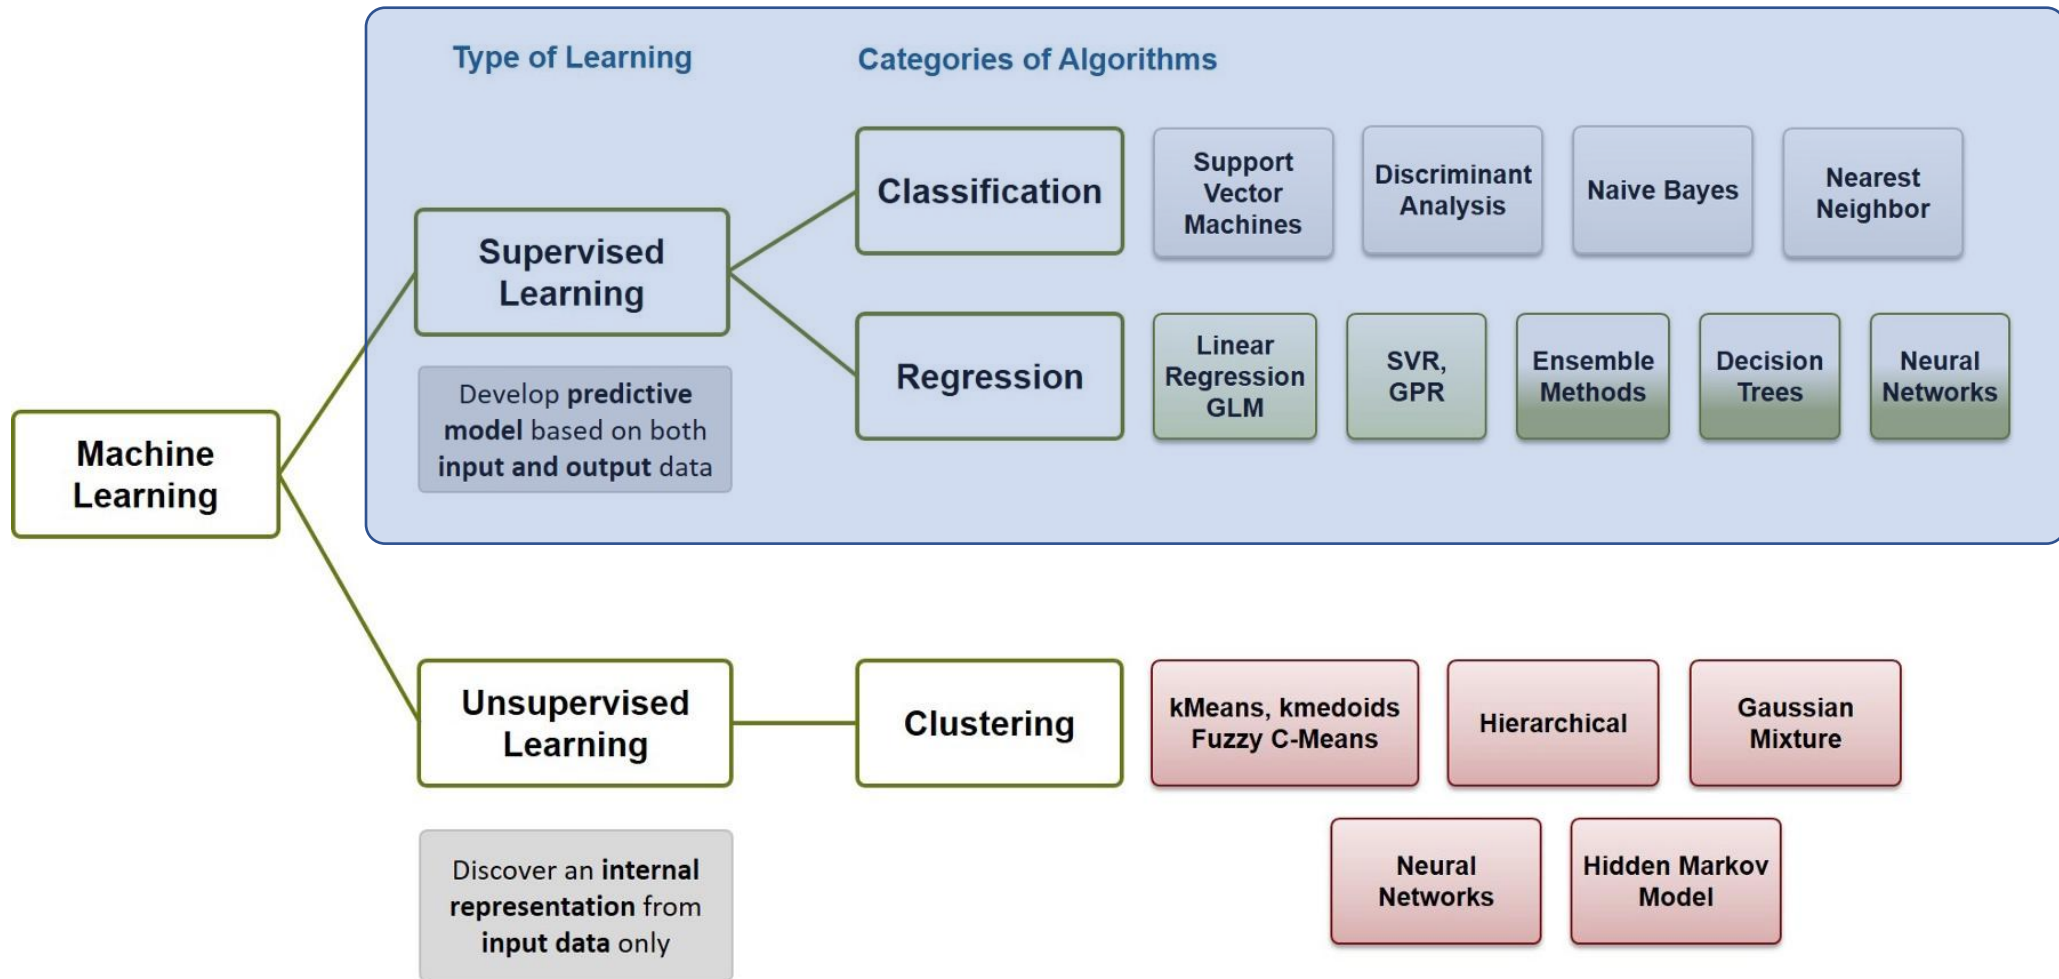 Type of Learning
Categories of Algorithms
Machine
Learning
Supervised
Learning
Develop predictive
model based on both
input and output data
Classification
Support
Vector
Machines
Discriminant
Analysis
Naive Bayes
Nearest
Neighbor
Regression
Linear
Regression
GLM
SVR,
GPR
Ensemble
Methods
Decision
Trees
Neural
Networks
Unsupervised
Learning
Discover an internal
representation from
input data only
Clustering
kMeans, kmedoids
Fuzzy C-Means
Hierarchical
Gaussian
Mixture
Neural
Networks
Hidden Markov
Model